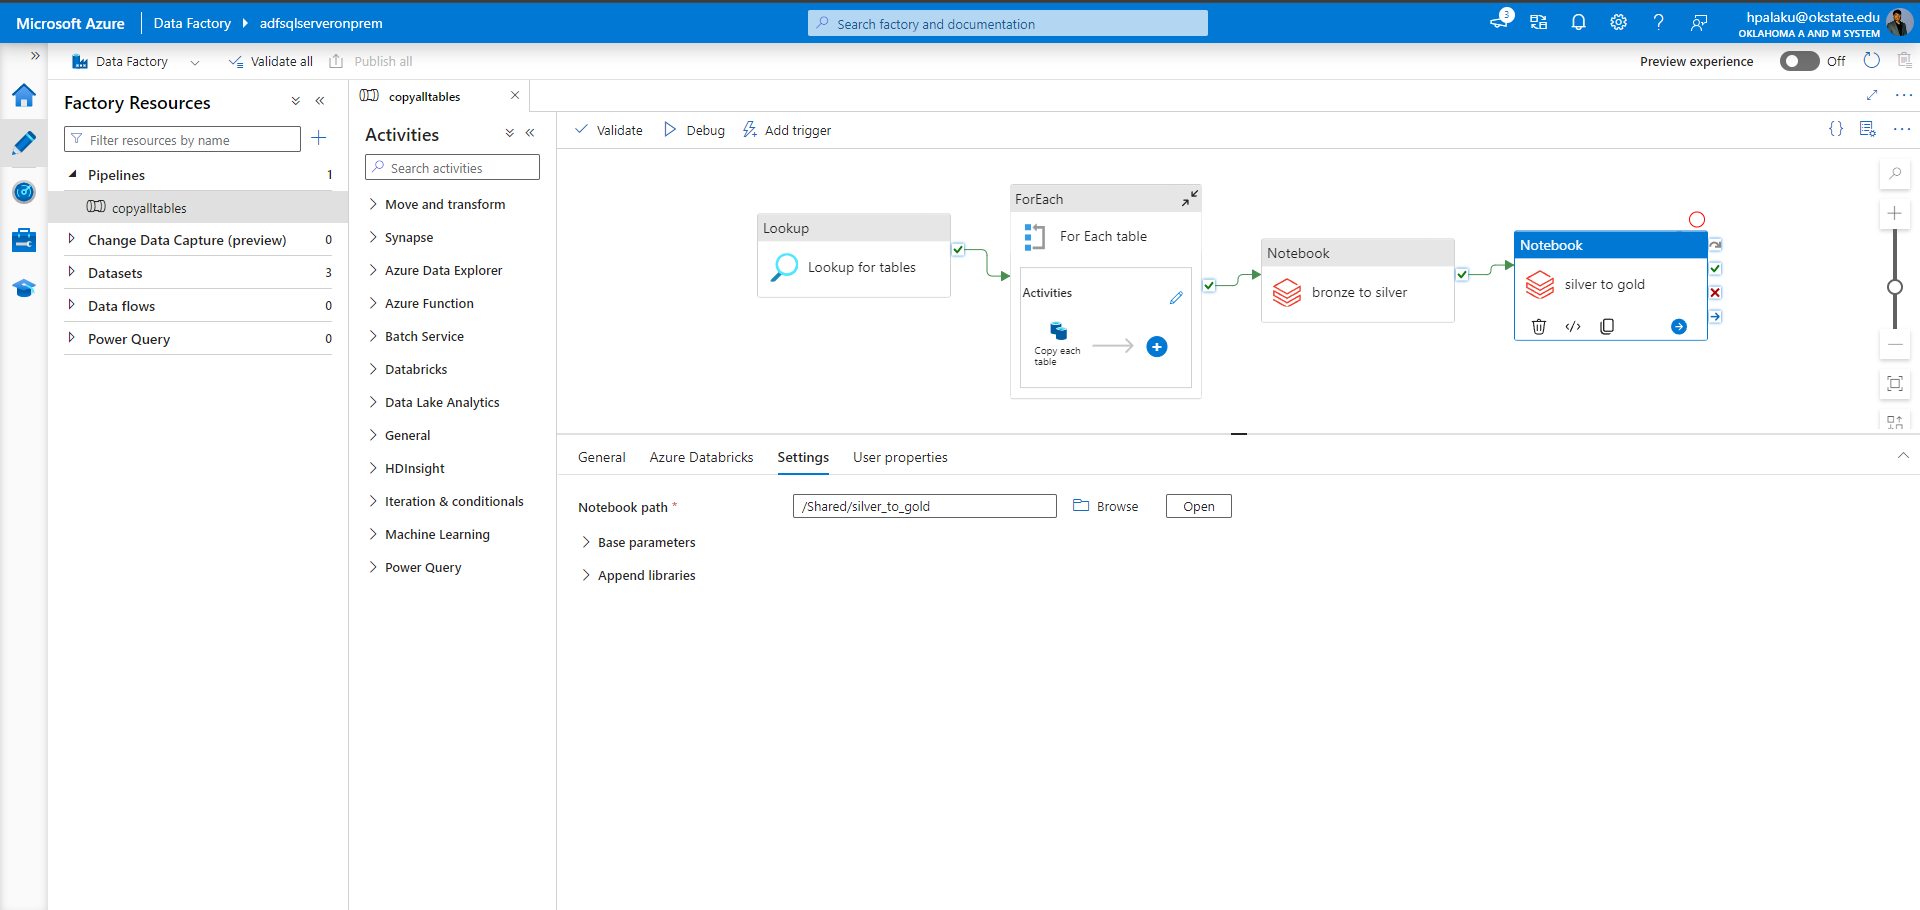 Microsoft Azure
Data Factory
adfsqlserveronprem
Search factory and documentation
3
hpalaku@okstate.edu
OKLAHOMA A AND M SYSTEM
Data Factory
Validate all
Publish all
Preview experience
Off
Factory Resources
Filter resources by name
Pipelines
1
copyalltables
Change Data Capture (preview)
0
Datasets
3
Data flows
0
Power Query
0
copyalltables
Activities
Search activities
Move and transform
Synapse
Azure Data Explorer
Azure Function
Batch Service
Databricks
Data Lake Analytics
General
HDInsight
Iteration & conditionals
Machine Learning
Power Query
Validate
Debug
Add trigger
Lookup
Lookup for tables
ForEach
For Each table
Activities
Copy each
table
Notebook
bronze to silver
Notebook
silver to gold
General
Azure Databricks
Settings
User properties
Notebook path *
/Shared/silver_to_gold
Browse
Open
Base parameters
Append libraries